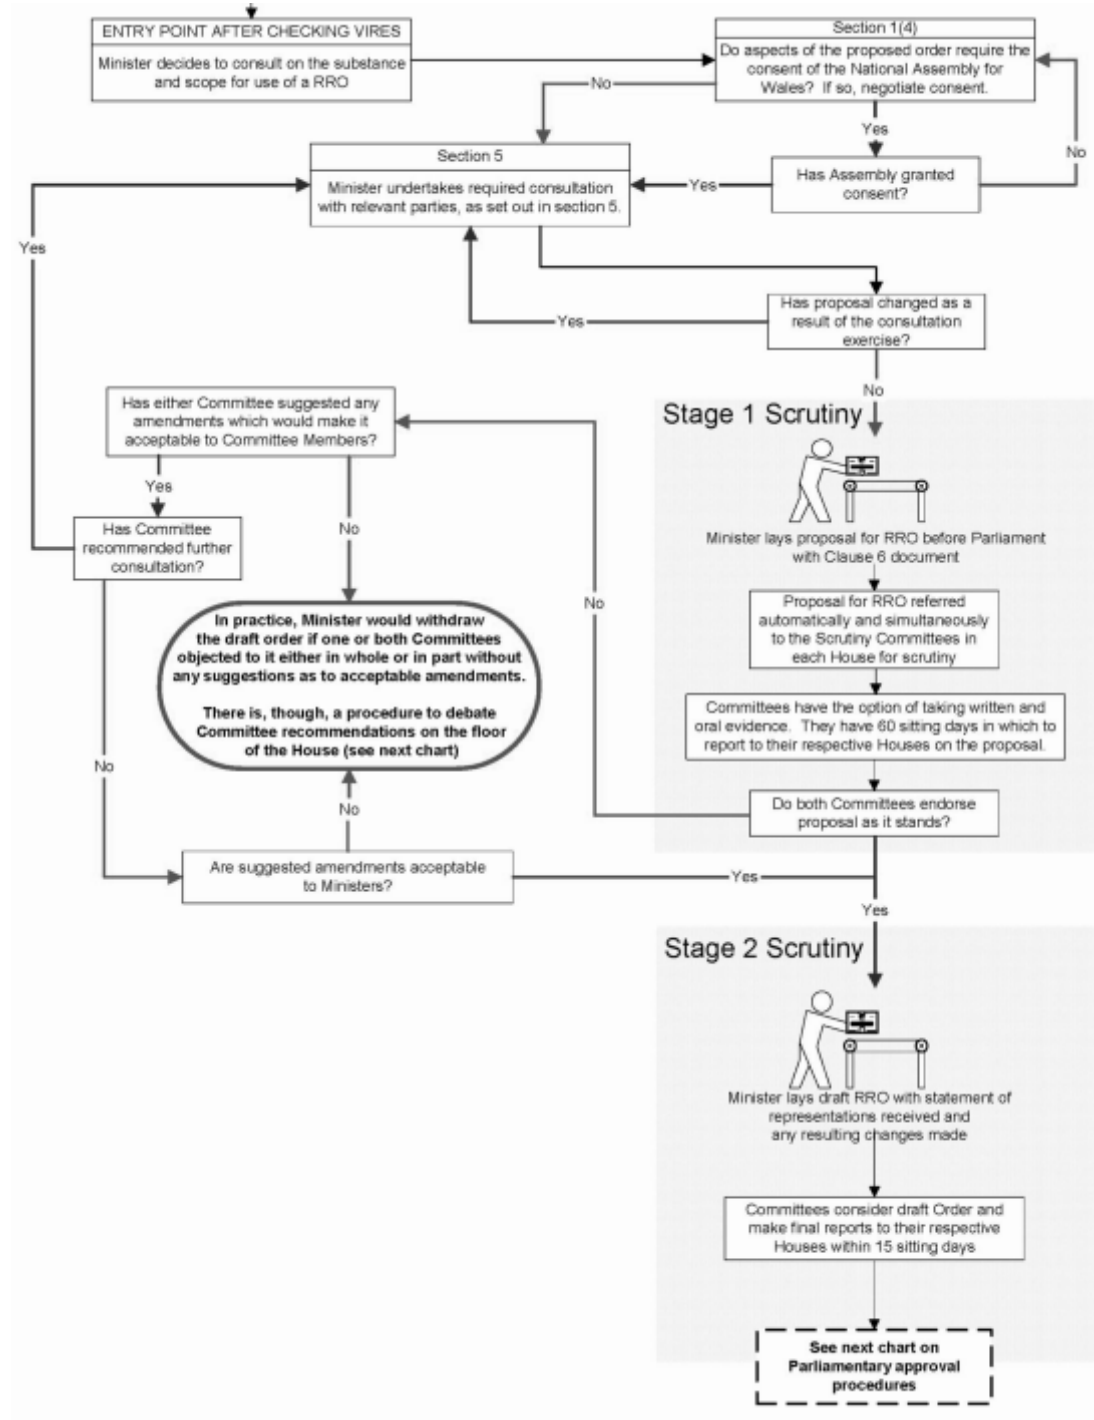 ENTRY POINT AFTER CHECKING VIRES
Minister decides to consult on the substance
and scope for use of a RRO
Section 1(4)
Do aspects of the proposed order require the
consent of the National Assembly for
Wales? If so, negotiate consent.
No
Yes
No
Section 5
Minister undertakes required consultation
with relevant parties, as set out in section 5.
Yes
Has Assembly granted
consent?
Yes
Has proposal changed as a
result of the consultation
exercise?
Yes
No
Stage 1 Scrutiny
Has either Committee suggested any
amendments which would make it
acceptable to Committee Members?
Yes
No
Has Committee
recommended further
consultation?
Minister lays proposal for RRO before Parliament
with Clause 6 document
No
Proposal for RRO referred
automatically and simultaneously
to the Scrutiny Committees in
each House for scrutiny
In practice, Minister would withdraw
the draft order if one or both Committees
objected to it either in whole or in part without
any suggestions as to acceptable amendments.
There is, though, a procedure to debate
Committee recommendations on the floor
of the House (see next chart)
Committees have the option of taking written and
oral evidence. They have 60 sitting days in which to
report to their respective Houses on the proposal.
No
No
Do both Committees endorse
proposal as it stands?
Are suggested amendments acceptable
to Ministers?
Yes
Yes
Stage 2 Scrutiny
Minister lays draft RRO with statement of
representations received and
any resulting changes made
Committees consider draft Order and
make final reports to their respective
Houses within 15 sitting days
See next chart on
Parliamentary approval
procedures